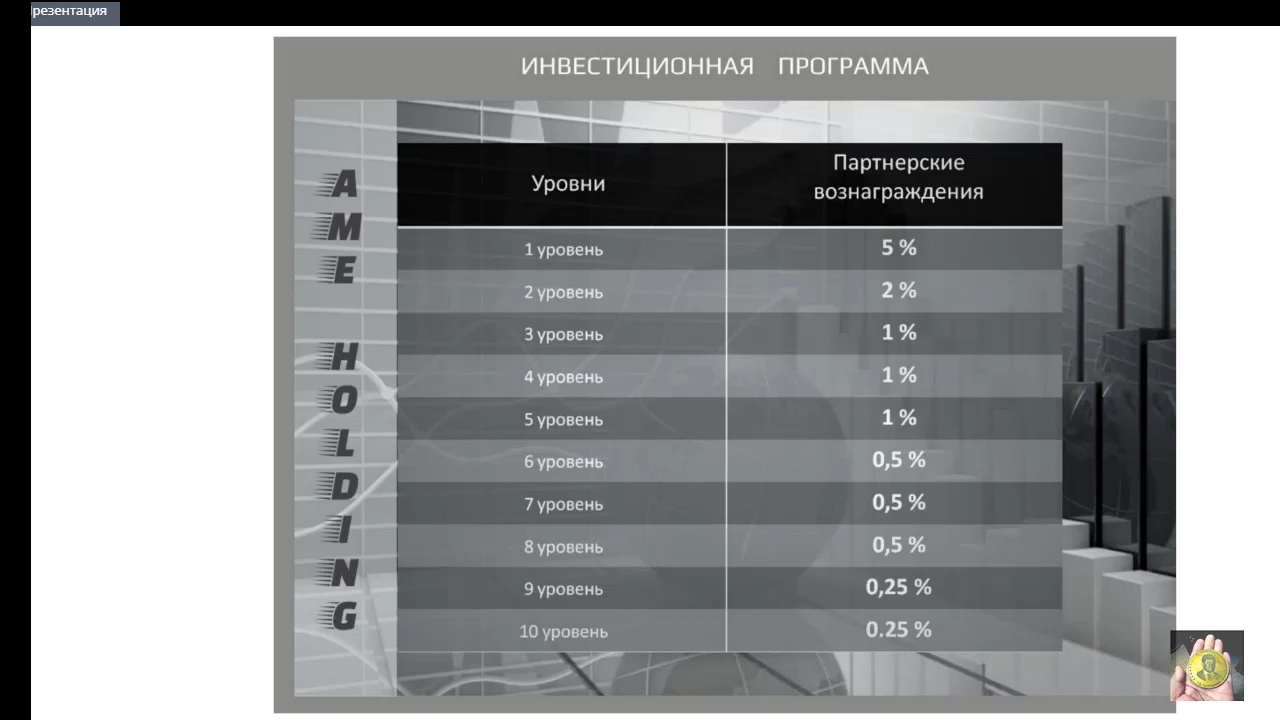 резентация
ИНВЕСТИЦИОННАЯ ПРОГРАММА
AME HOLDING
Уровни
Партнерские
вознаграждения
1 уровень 5 %
2 уровень 2 %
3 уровень 1 %
4 уровень 1 %
5 уровень 1 %
6 уровень 0,5 %
7 уровень 0,5 %
8 уровень 0,5 %
9 уровень 0,25 %
10 уровень 0.25 %